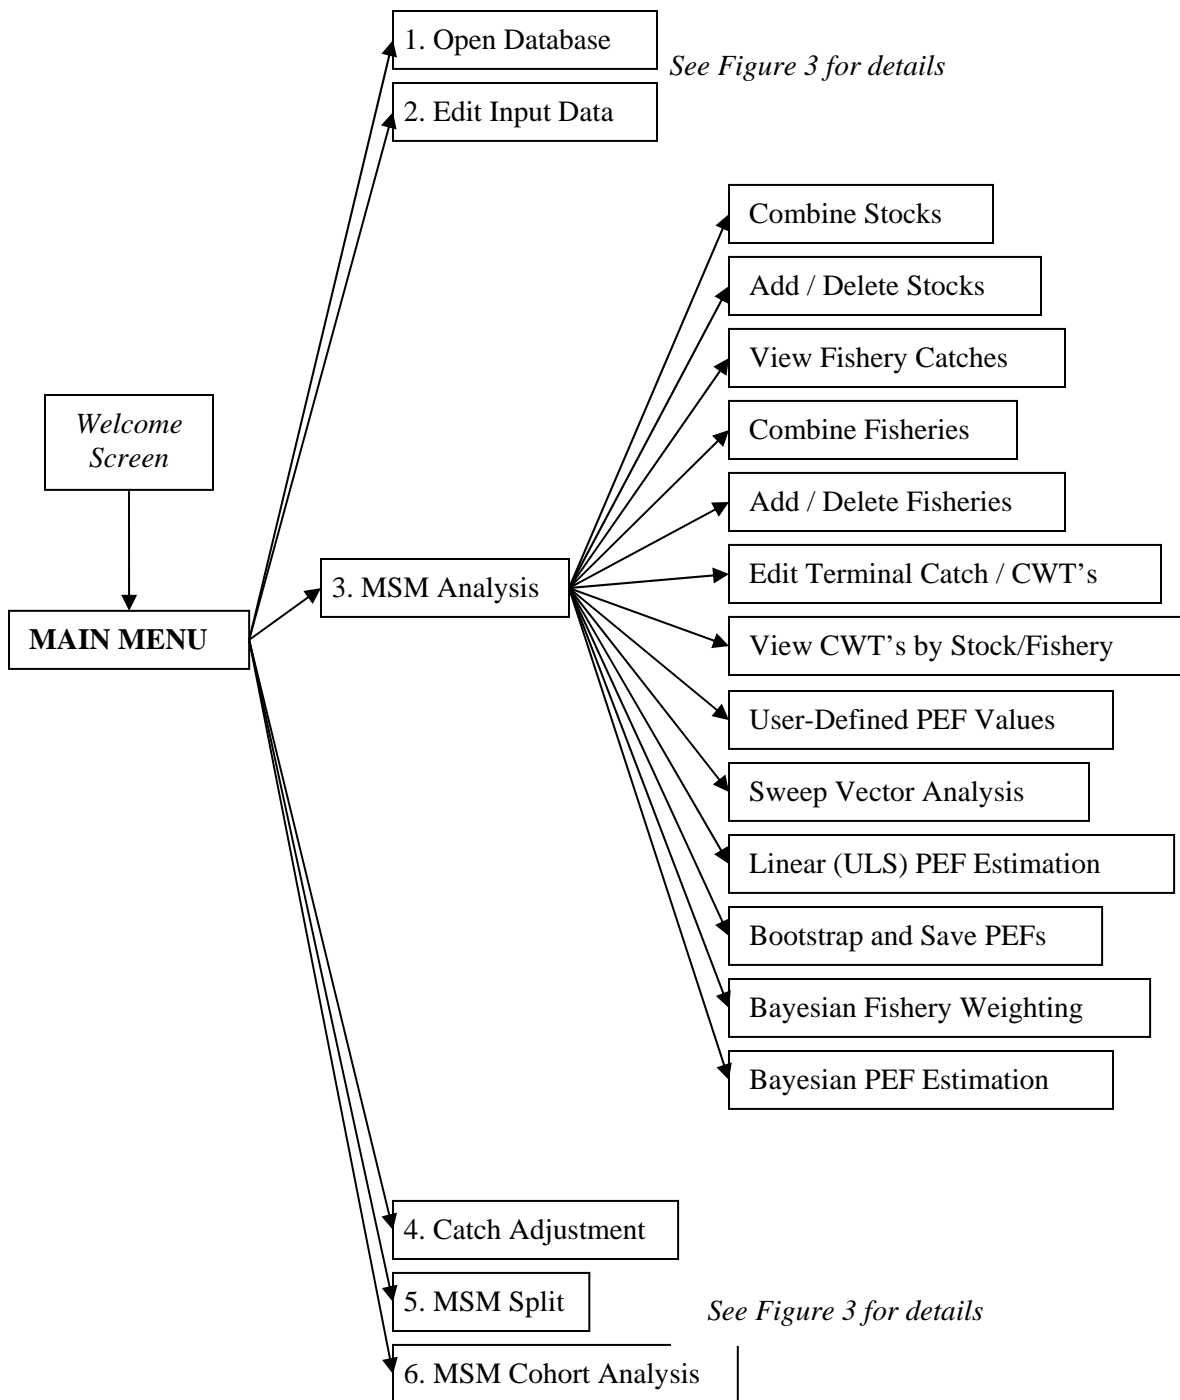 1. Open Database
See Figure 3 for details
2. Edit Input Data
Combine Stocks
Add / Delete Stocks
View Fishery Catches
Combine Fisheries
Add / Delete Fisheries
Welcome
Screen
MAIN MENU
3. MSM Analysis
Edit Terminal Catch / CWT’s
View CWT’s by Stock/Fishery
User-Defined PEF Values
Sweep Vector Analysis
Linear (ULS) PEF Estimation
Bootstrap and Save PEFs
Bayesian Fishery Weighting
Bayesian PEF Estimation
4. Catch Adjustment
5. MSM Split
See Figure 3 for details
6. MSM Cohort Analysis